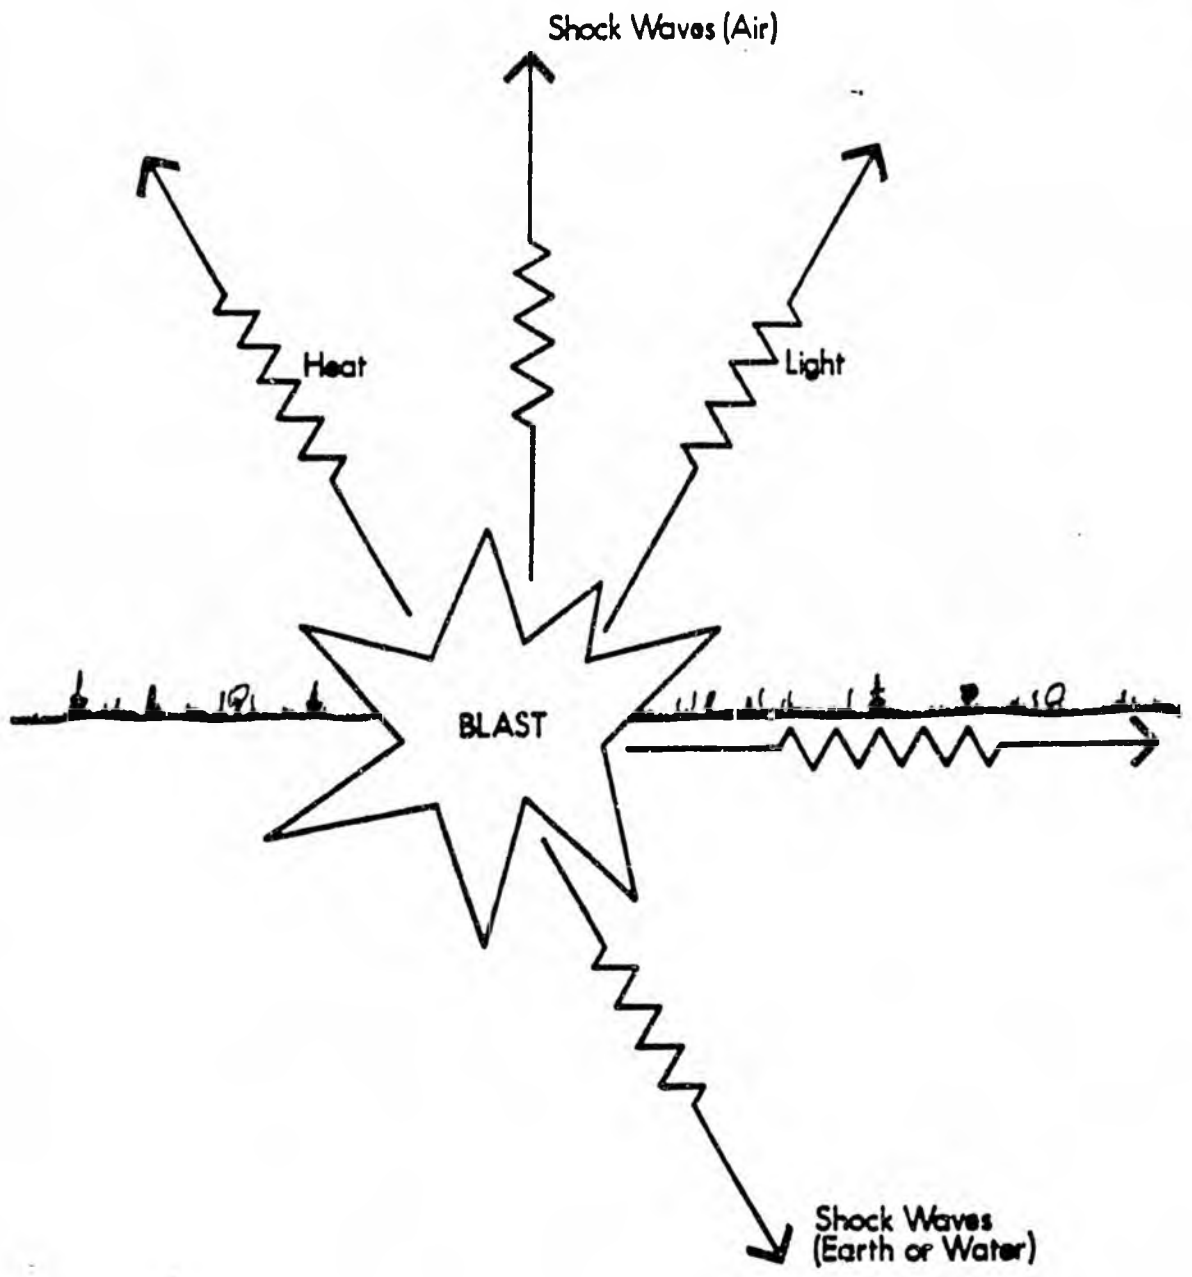 Shock Waves (Air)
Heat
Light
BLAST
Shock Waves
(Earth or Water)